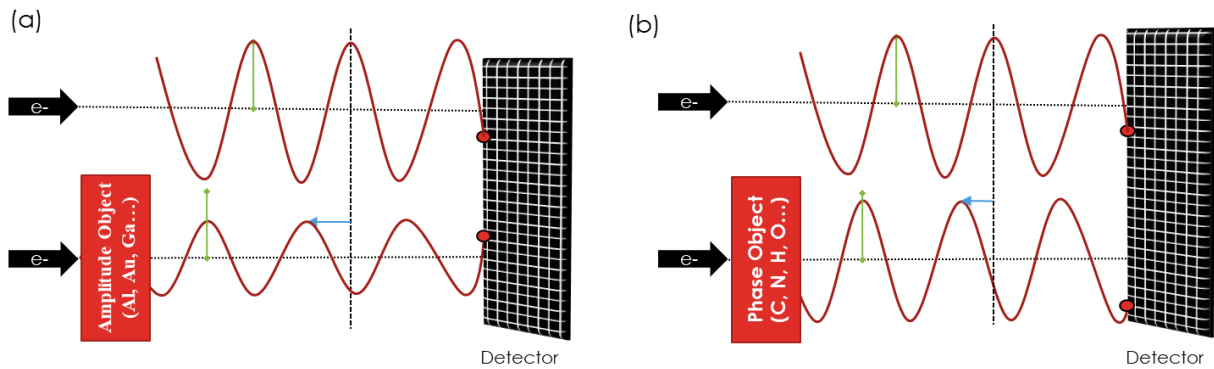 (a)
e-
Amplitude Object
(Al, Au, Ga...)
e-
Detector
(b)
e-
Phase Object
(C, N, H, O...)
e-
Detector